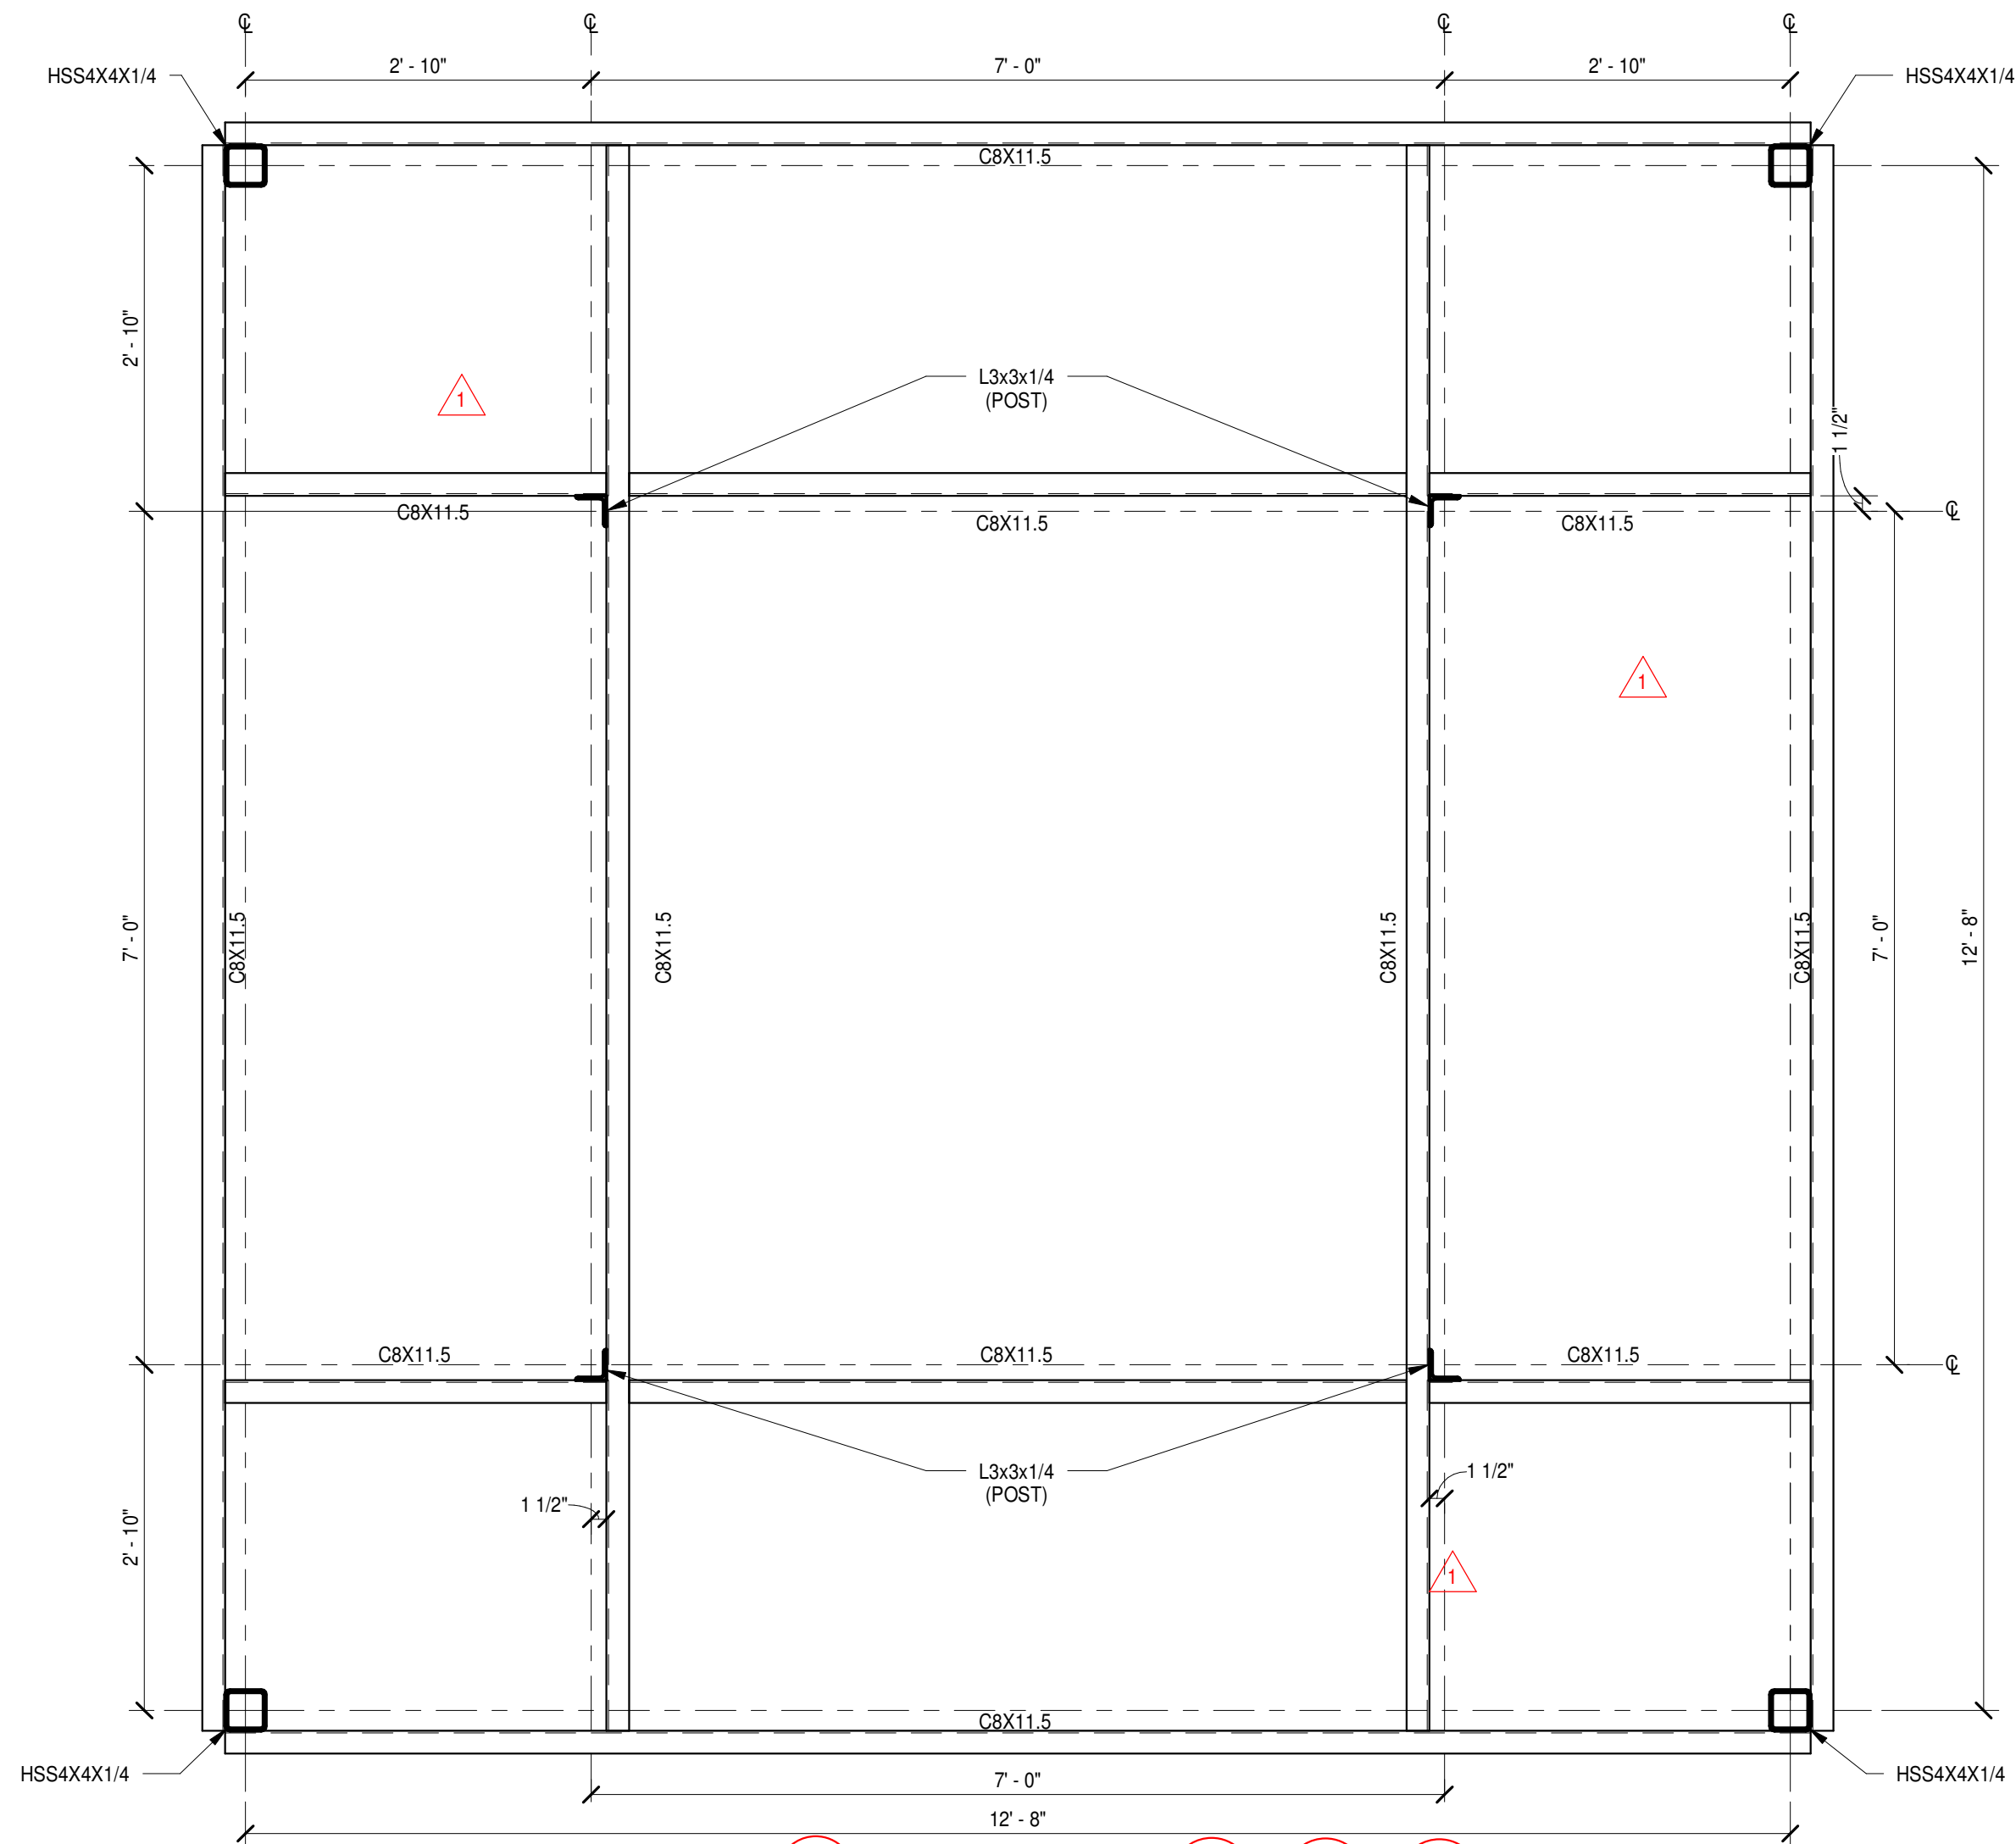 ℄ ℄ ℄ ℄
2' - 10" 7' - 0" 2' - 10"
HSS4X4X1/4 HSS4X4X1/4
C8X11.5
2' - 10"
L3x3x1/4
(POST)
1
1 1/2"
C8X11.5 C8X11.5 C8X11.5
℄
1
7' - 0"
C8X11.5
C8X11.5
C8X11.5
C8X11.5
7' - 0"
12' - 8"
C8X11.5 C8X11.5 C8X11.5
℄
L3x3x1/4
(POST)
1 1/2"
1 1/2"
2' - 10"
1
C8X11.5
HSS4X4X1/4 HSS4X4X1/4
7' - 0"
12' - 8"